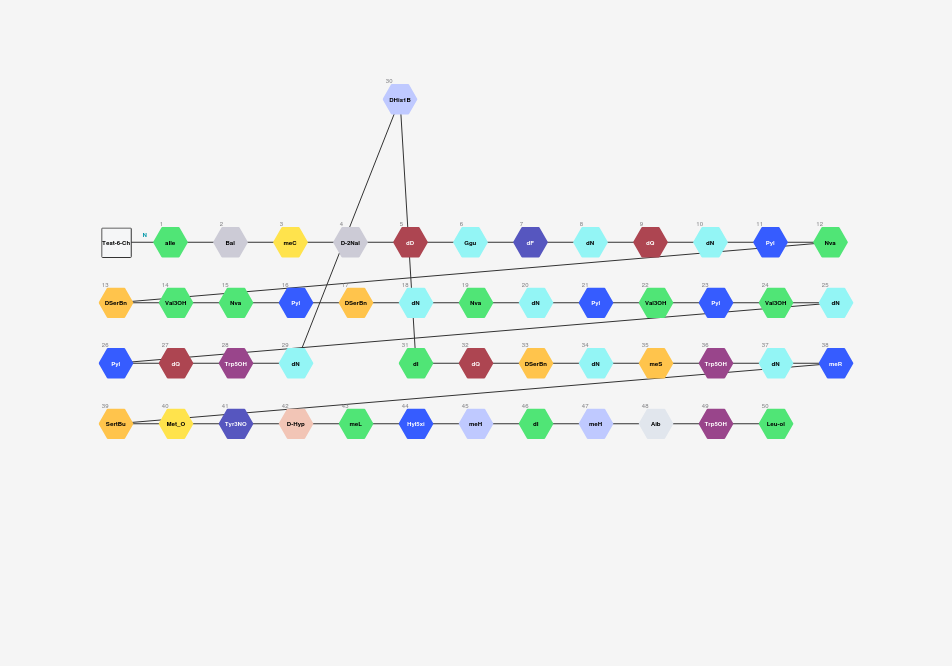 30
DHis1B
1 2 3 4 5 6 7 8 9 10 11 12
N
Test-6-Ch aIle Bal meC D-2Nal dD Ggu dF dN dQ dN Pyl Nva
13 14 15 16 17 18 19 20 21 22 23 24 25
DSerBn Val3OH Nva Pyl DSerBn dN Nva dN Pyl Val3OH Pyl Val3OH dN
26 27 28 29 31 32 33 34 35 36 37 38
Pyl dQ Trp5OH dN dI dQ DSerBn dN meS Trp5OH dN meR
39 40 41 42 43 44 45 46 47 48 49 50
SertBu Met_O Tyr3NO D-Hyp meL Hyl5xi meH dI meH Aib Trp5OH Leu-ol